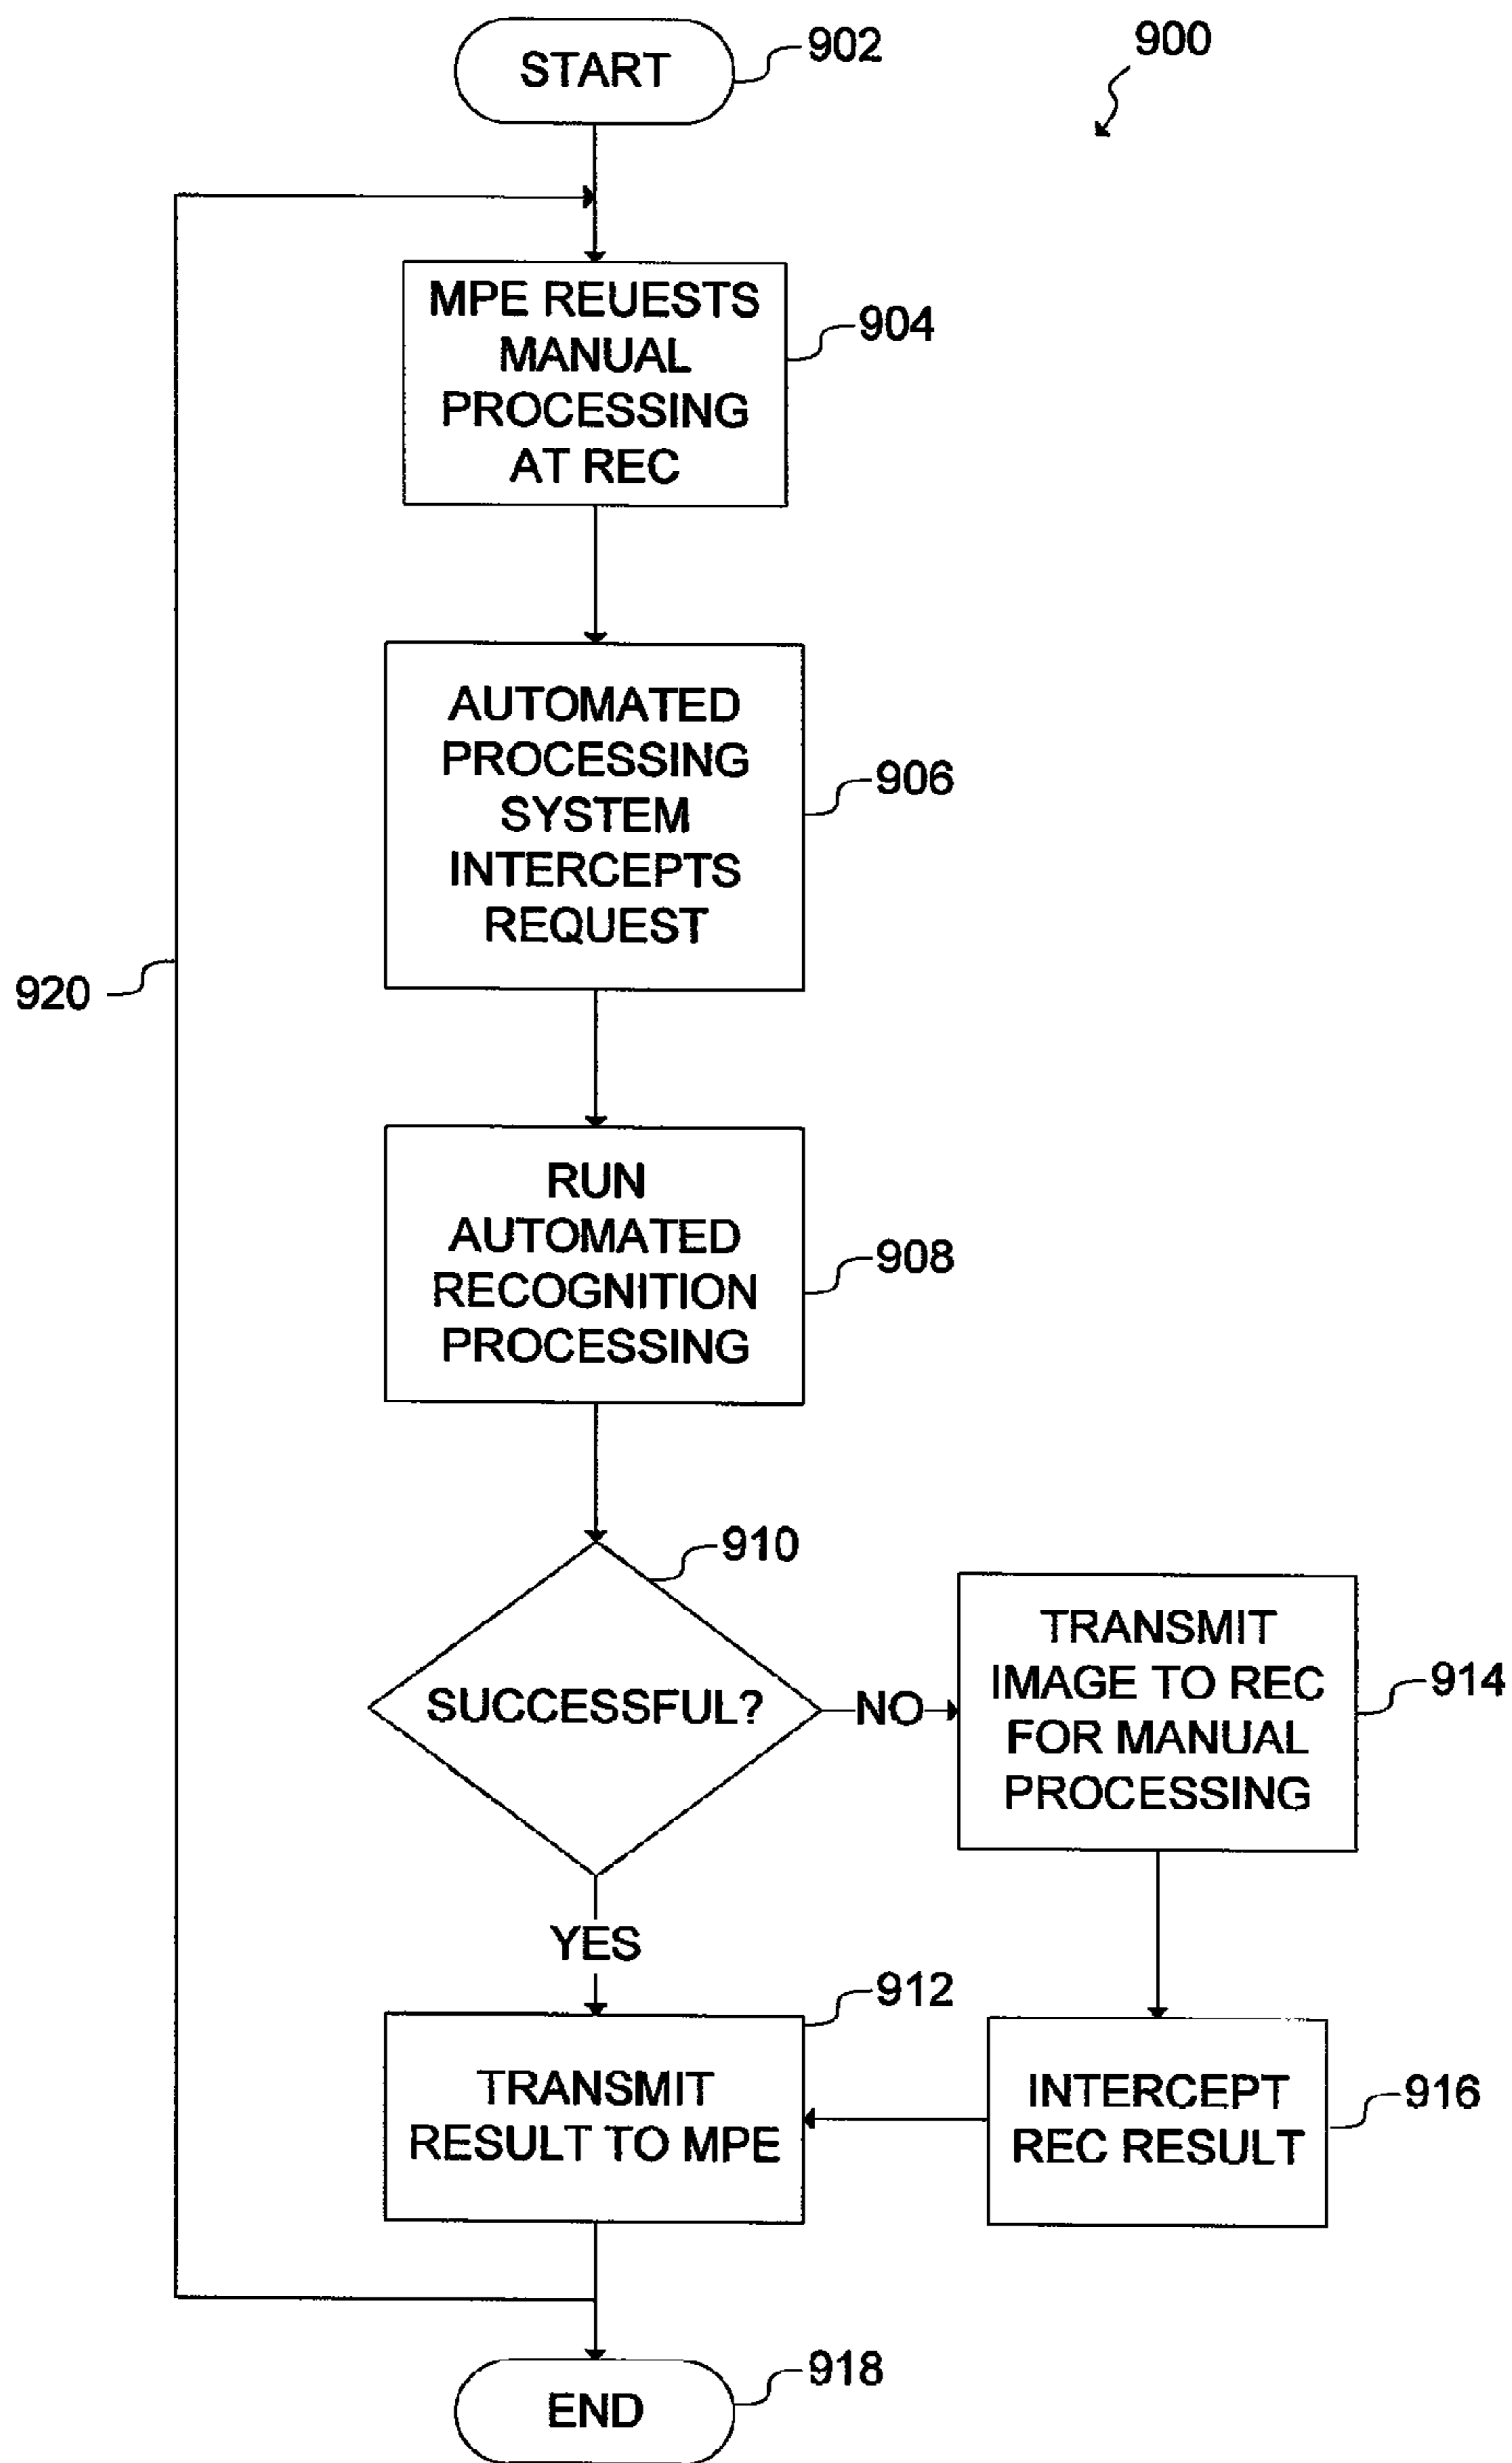 START
902
900
MPE REUESTS
MANUAL
PROCESSING
AT REC
904
AUTOMATED
PROCESSING
SYSTEM
INTERCEPTS
REQUEST
906
920
RUN
AUTOMATED
RECOGNITION
PROCESSING
908
910
SUCCESSFUL?
NO
TRANSMIT
IMAGE TO REC
FOR MANUAL
PROCESSING
914
YES
912
TRANSMIT
RESULT TO MPE
INTERCEPT
REC RESULT
916
END
918